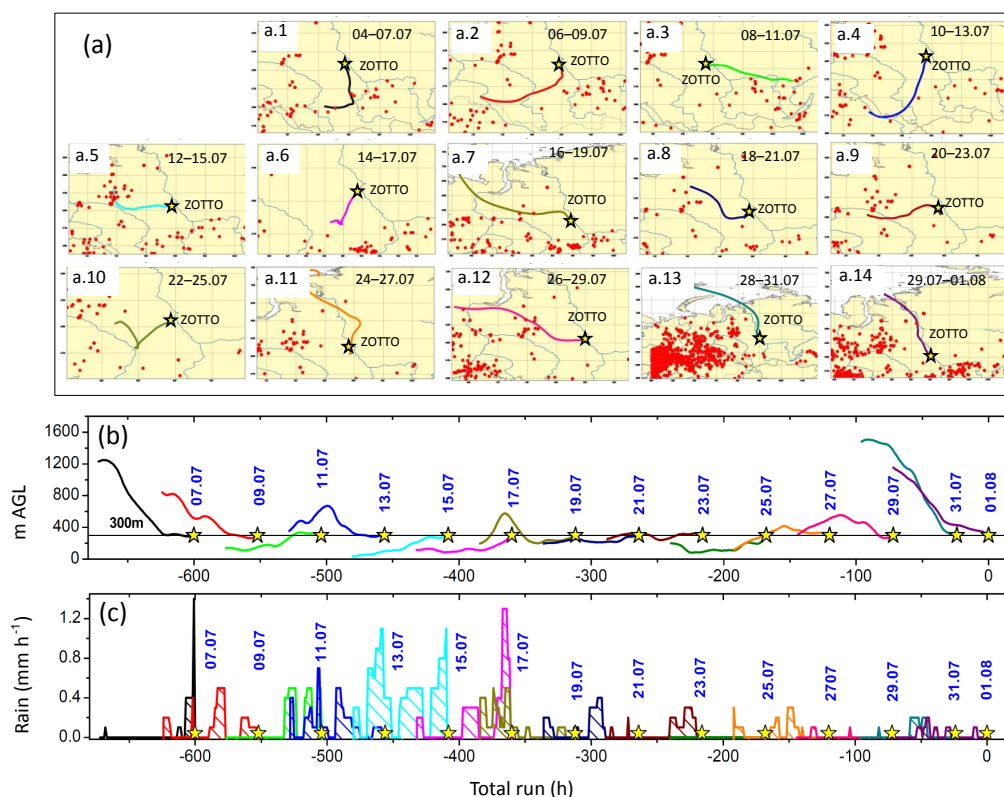 (a)
a.1 04–07.07 ZOTTO
a.2 06–09.07 ZOTTO
a.3 08–11.07 ZOTTO
a.4 10–13.07 ZOTTO
a.5 12–15.07 ZOTTO
a.6 14–17.07 ZOTTO
a.7 16–19.07 ZOTTO
a.8 18–21.07 ZOTTO
a.9 20–23.07 ZOTTO
a.10 22–25.07 ZOTTO
a.11 24–27.07 ZOTTO
a.12 26–29.07 ZOTTO
a.13 28–31.07 ZOTTO
a.14 29.07–01.08 ZOTTO
(b)
m AGL
1600
1200
800
400
0
300m
07.07 09.07 11.07 13.07 15.07 17.07 19.07 21.07 23.07 25.07 27.07 29.07 31.07 01.08
-600 -500 -400 -300 -200 -100 0
(c)
Rain (mm h⁻¹)
1.2
0.8
0.4
0.0
07.07 09.07 11.07 13.07 15.07 17.07 19.07 21.07 23.07 25.07 2707 29.07 31.07 01.08
-600 -500 -400 -300 -200 -100 0
Total run (h)